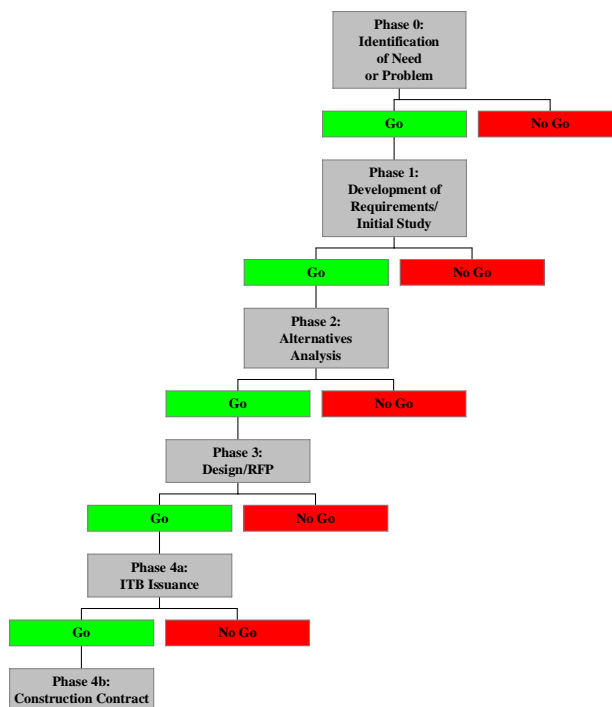 Phase 0:
Identification
of Need
or Problem
Go
No Go
Phase 1:
Development of
Requirements/
Initial Study
Go
No Go
Phase 2:
Alternatives
Analysis
Go
No Go
Phase 3:
Design/RFP
Go
No Go
Phase 4a:
ITB Issuance
Go
No Go
Phase 4b:
Construction Contract